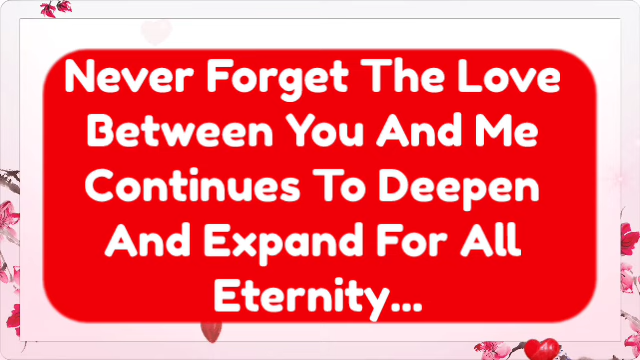 Never Forget The Love
Between You And Me
Continues To Deepen
And Expand For All
Eternity...